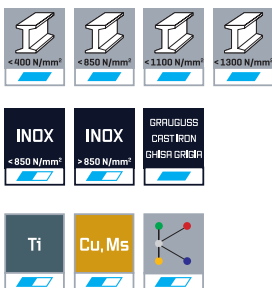 <400 N/mm² <850 N/mm² <1100 N/mm² <1300 N/mm²
INOX INOX GRAUGUSS
CAST IRON
GHISA GRIGIA
<850 N/mm² >850 N/mm²
Ti Cu, Ms